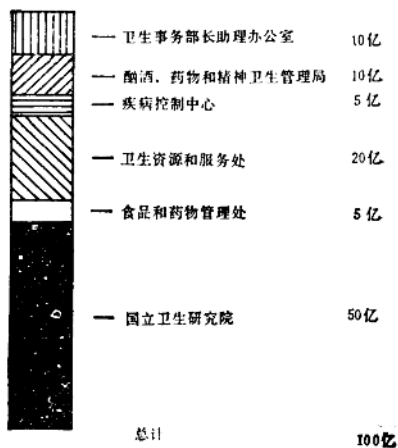 卫生事务部长助理办公室 10亿
酗酒、药物和精神卫生管理局 10亿
疾病控制中心 5亿
卫生资源和服务处 20亿
食品和药物管理处 5亿
国立卫生研究院 50亿
总计 100亿